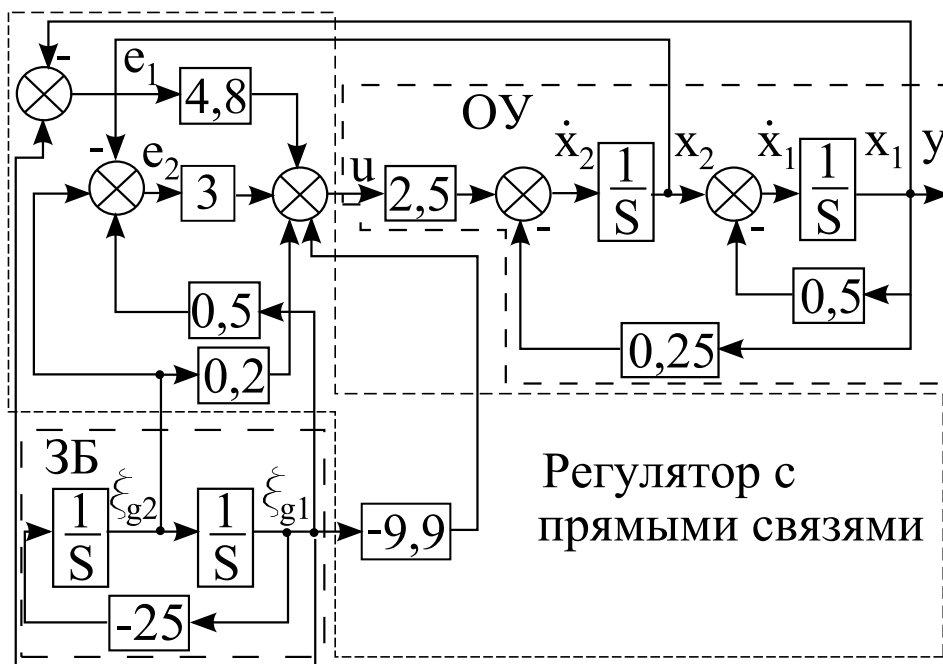 -
e1
4,8
ОУ
-
e2
3
u
2,5
ẋ2
1
S
x2
ẋ1
1
S
x1
y
-
-
0,5
0,5
0,25
0,2
ЗБ
1
S
ξg2
1
S
ξg1
-9,9
-25
Регулятор с
прямыми связями